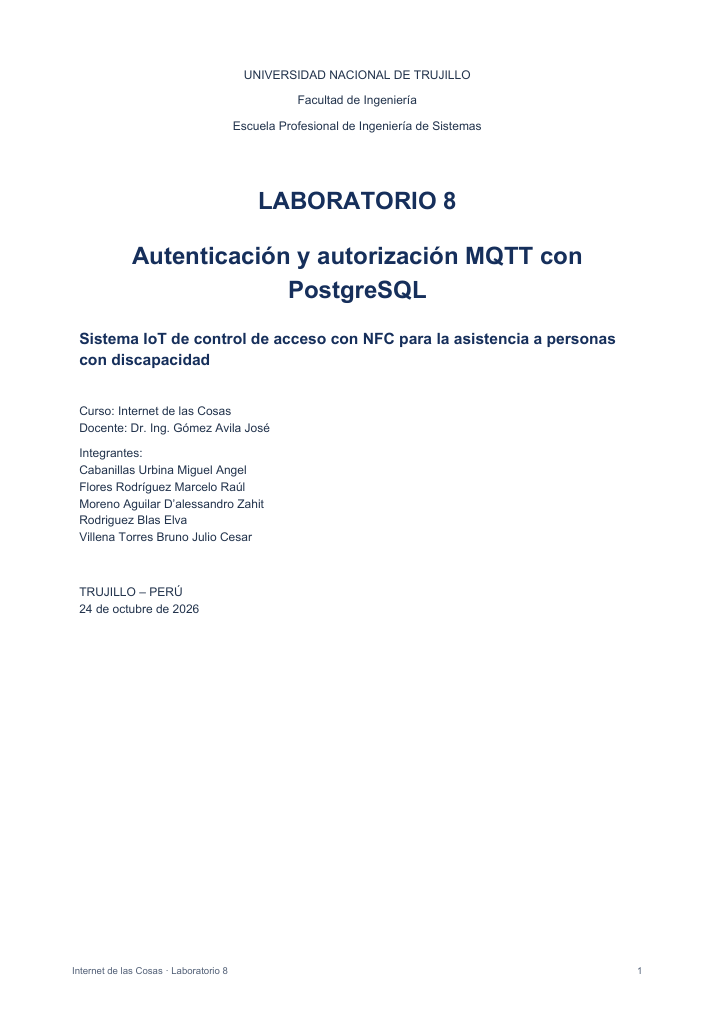 UNIVERSIDAD NACIONAL DE TRUJILLO
Facultad de Ingeniería
Escuela Profesional de Ingeniería de Sistemas
LABORATORIO 8
Autenticación y autorización MQTT con
PostgreSQL
Sistema IoT de control de acceso con NFC para la asistencia a personas
con discapacidad
Curso: Internet de las Cosas
Docente: Dr. Ing. Gómez Avila José
Integrantes:
Cabanillas Urbina Miguel Angel
Flores Rodríguez Marcelo Raúl
Moreno Aguilar D’alessandro Zahit
Rodriguez Blas Elva
Villena Torres Bruno Julio Cesar
TRUJILLO – PERÚ
24 de octubre de 2026
Internet de las Cosas · Laboratorio 8
1